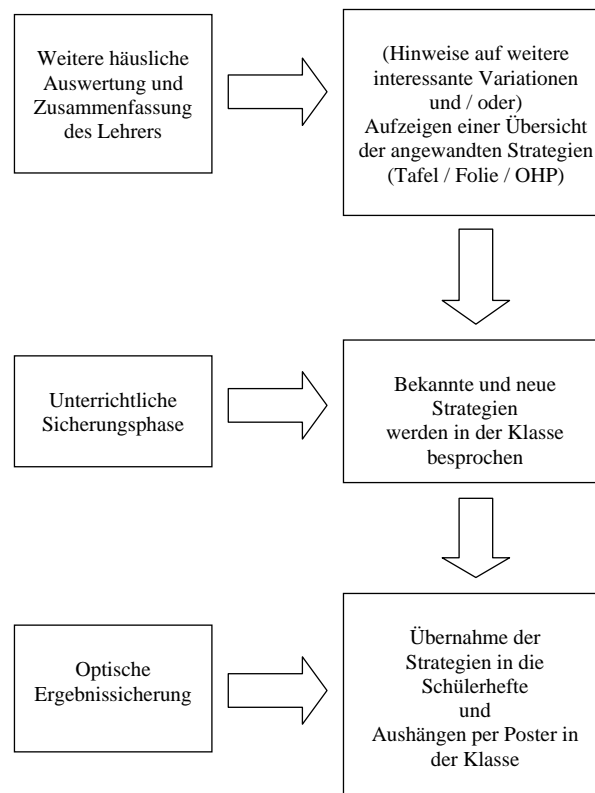 Weitere häusliche
Auswertung und
Zusammenfassung
des Lehrers
(Hinweise auf weitere
interessante Variationen
und / oder)
Aufzeigen einer Übersicht
der angewandten Strategien
(Tafel / Folie / OHP)
Unterrichtliche
Sicherungsphase
Bekannte und neue
Strategien
werden in der Klasse
besprochen
Optische
Ergebnissicherung
Übernahme der
Strategien in die
Schülerhefte
und
Aushängen per Poster in
der Klasse